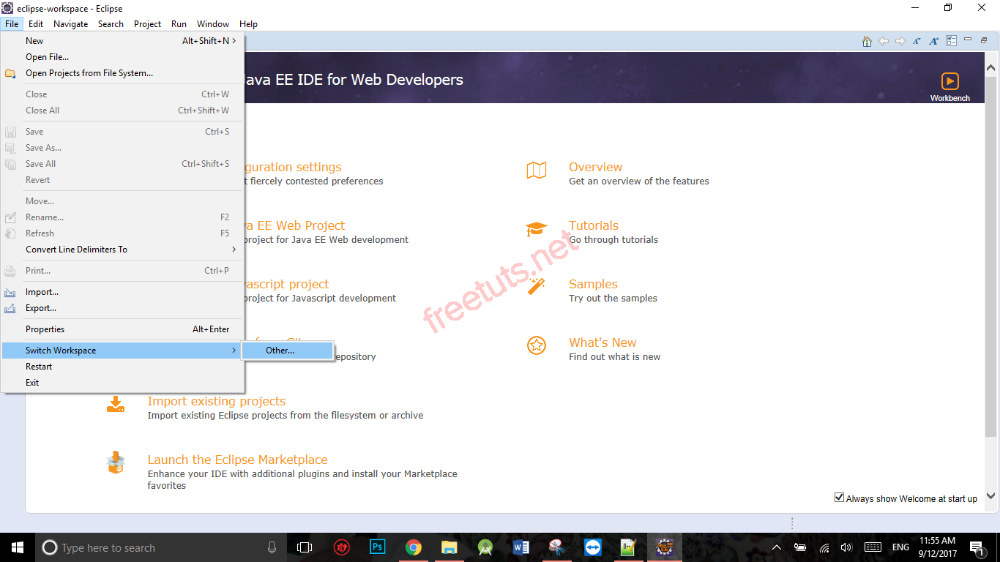 eclipse-workspace - Eclipse
File Edit Navigate Search Project Run Window Help
New Alt+Shift+N
Open File...
Open Projects from File System...
Close Ctrl+W
Close All Ctrl+Shift+W
Save Ctrl+S
Save As...
Save All Ctrl+Shift+S
Revert
Move...
Rename... F2
Refresh F5
Convert Line Delimiters To
Print... Ctrl+P
Import...
Export...
Properties Alt+Enter
Switch Workspace
Other...
Restart
Exit
Java EE IDE for Web Developers
Workbench
guration settings
t fiercely contested preferences
va EE Web Project
project for Java EE Web development
vascript project
project for Javascript development
epository
Import existing projects
Import existing Eclipse projects from the filesystem or archive
Launch the Eclipse Marketplace
Enhance your IDE with additional plugins and install your Marketplace
favorites
Overview
Get an overview of the features
Tutorials
Go through tutorials
Samples
Try out the samples
What's New
Find out what is new
freetuts.net
Always show Welcome at start up
Type here to search
Ps
ENG
11:55 AM
9/12/2017
1